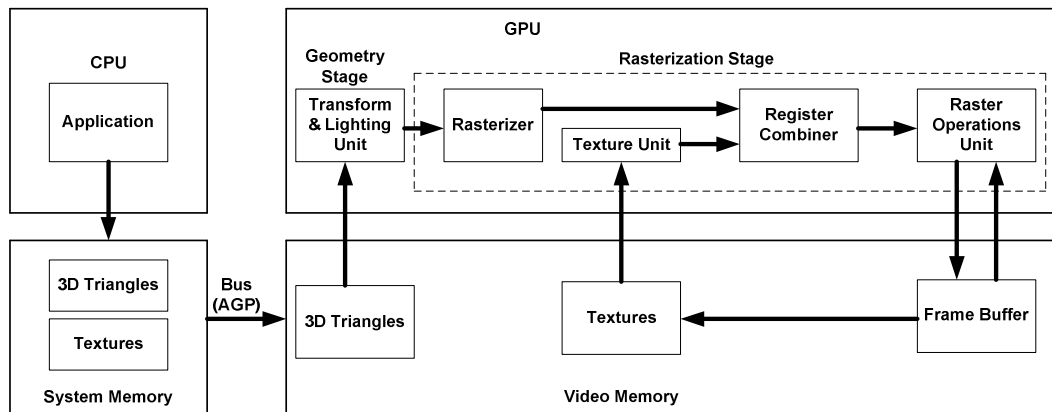 CPU
Application
3D Triangles
Textures
System Memory
Bus
(AGP)
GPU
Geometry
Stage
Rasterization Stage
Transform
& Lighting
Unit
Rasterizer
Texture Unit
Register
Combiner
Raster
Operations
Unit
3D Triangles
Textures
Frame Buffer
Video Memory